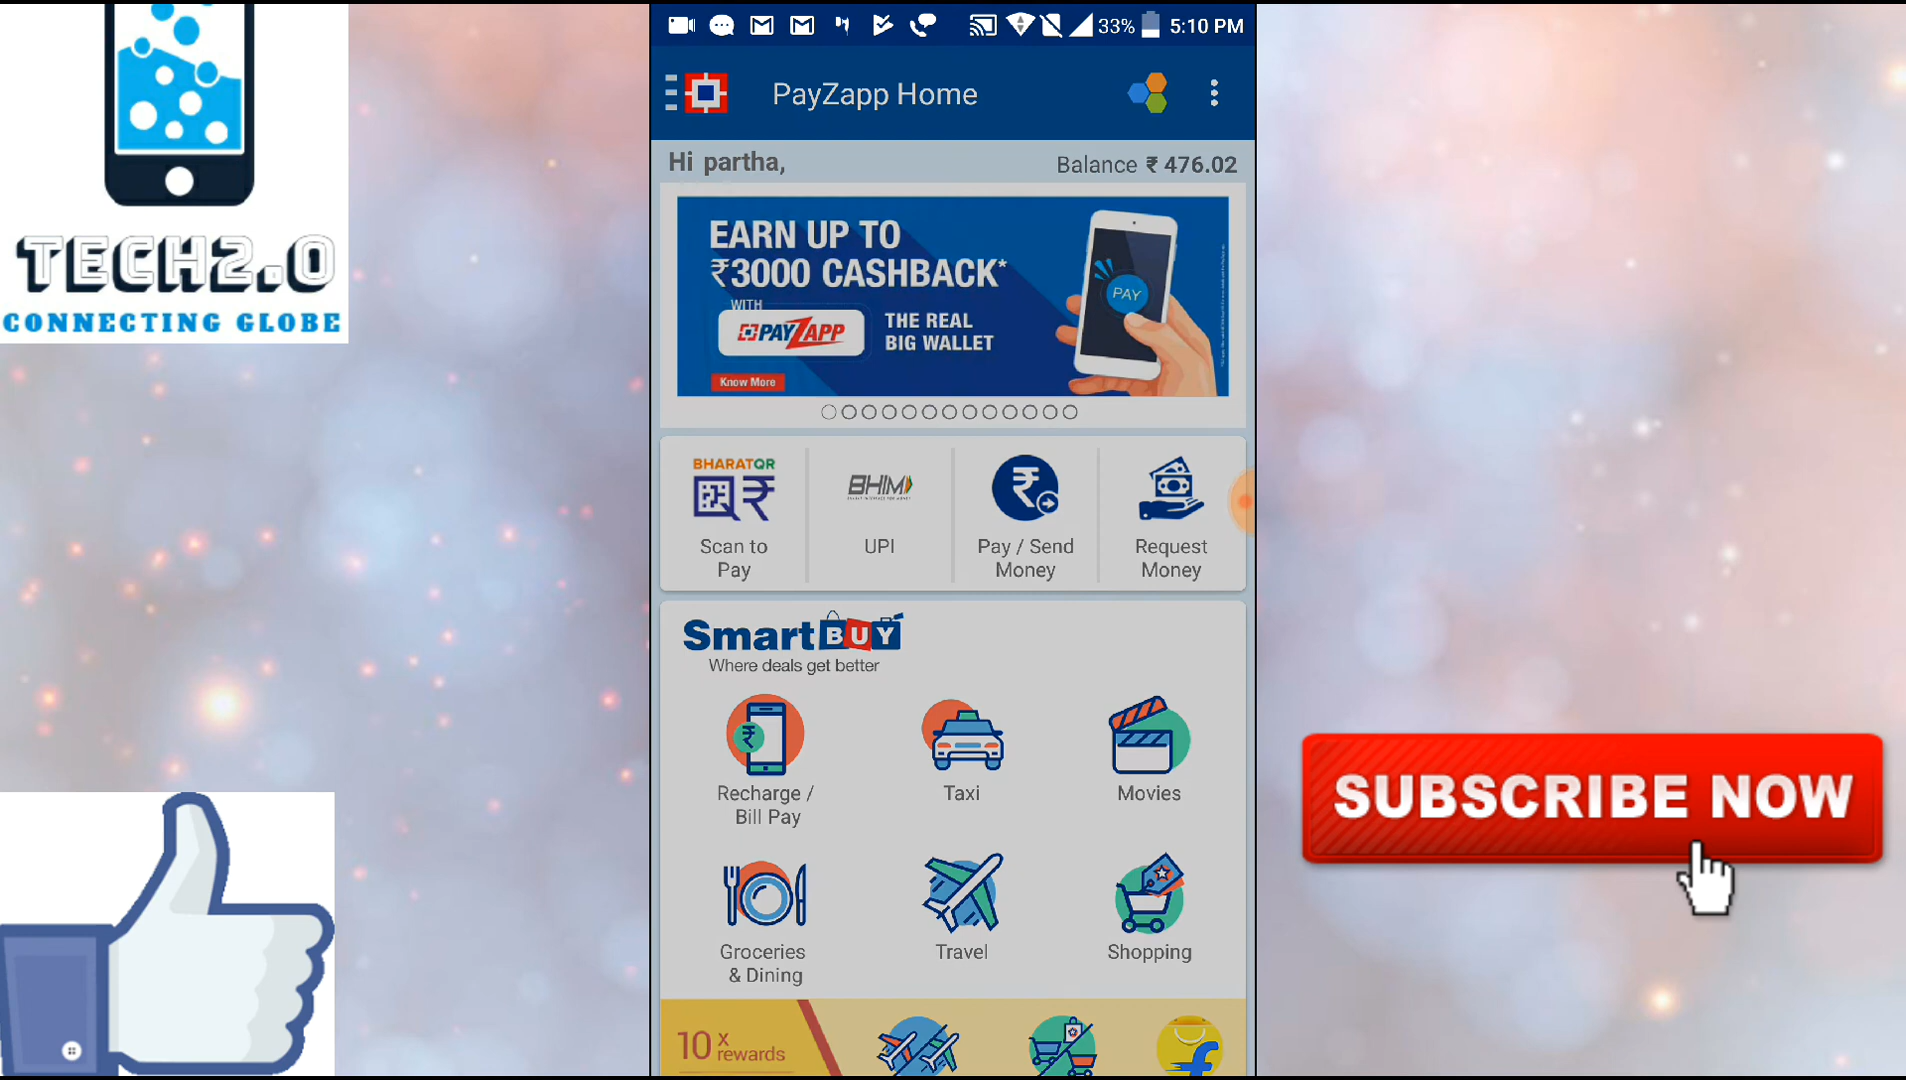 33% 5:10 PM
PayZapp Home
Hi partha,
Balance ₹ 476.02
EARN UP TO
₹3000 CASHBACK*
WITH
PAYZAPP
THE REAL
BIG WALLET
PAY
Know More
BHARATQR
Scan to
Pay
BHIM
UPI
Pay / Send
Money
Request
Money
SmartBUY
Where deals get better
Recharge /
Bill Pay
Taxi
Movies
Groceries
& Dining
Travel
Shopping
10x
rewards
TECH2.0
CONNECTING GLOBE
SUBSCRIBE NOW